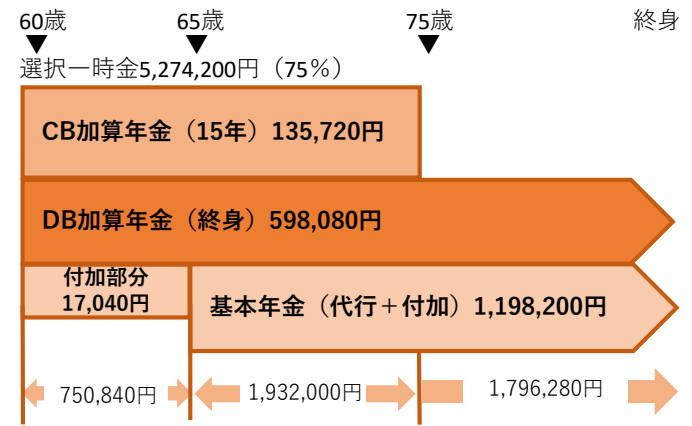 60歳 65歳 75歳 終身
選択一時金5,274,200円（75％）
CB加算年金（15年）135,720円
DB加算年金（終身）598,080円
付加部分
17,040円
基本年金（代行＋付加）1,198,200円
750,840円 1,932,000円 1,796,280円